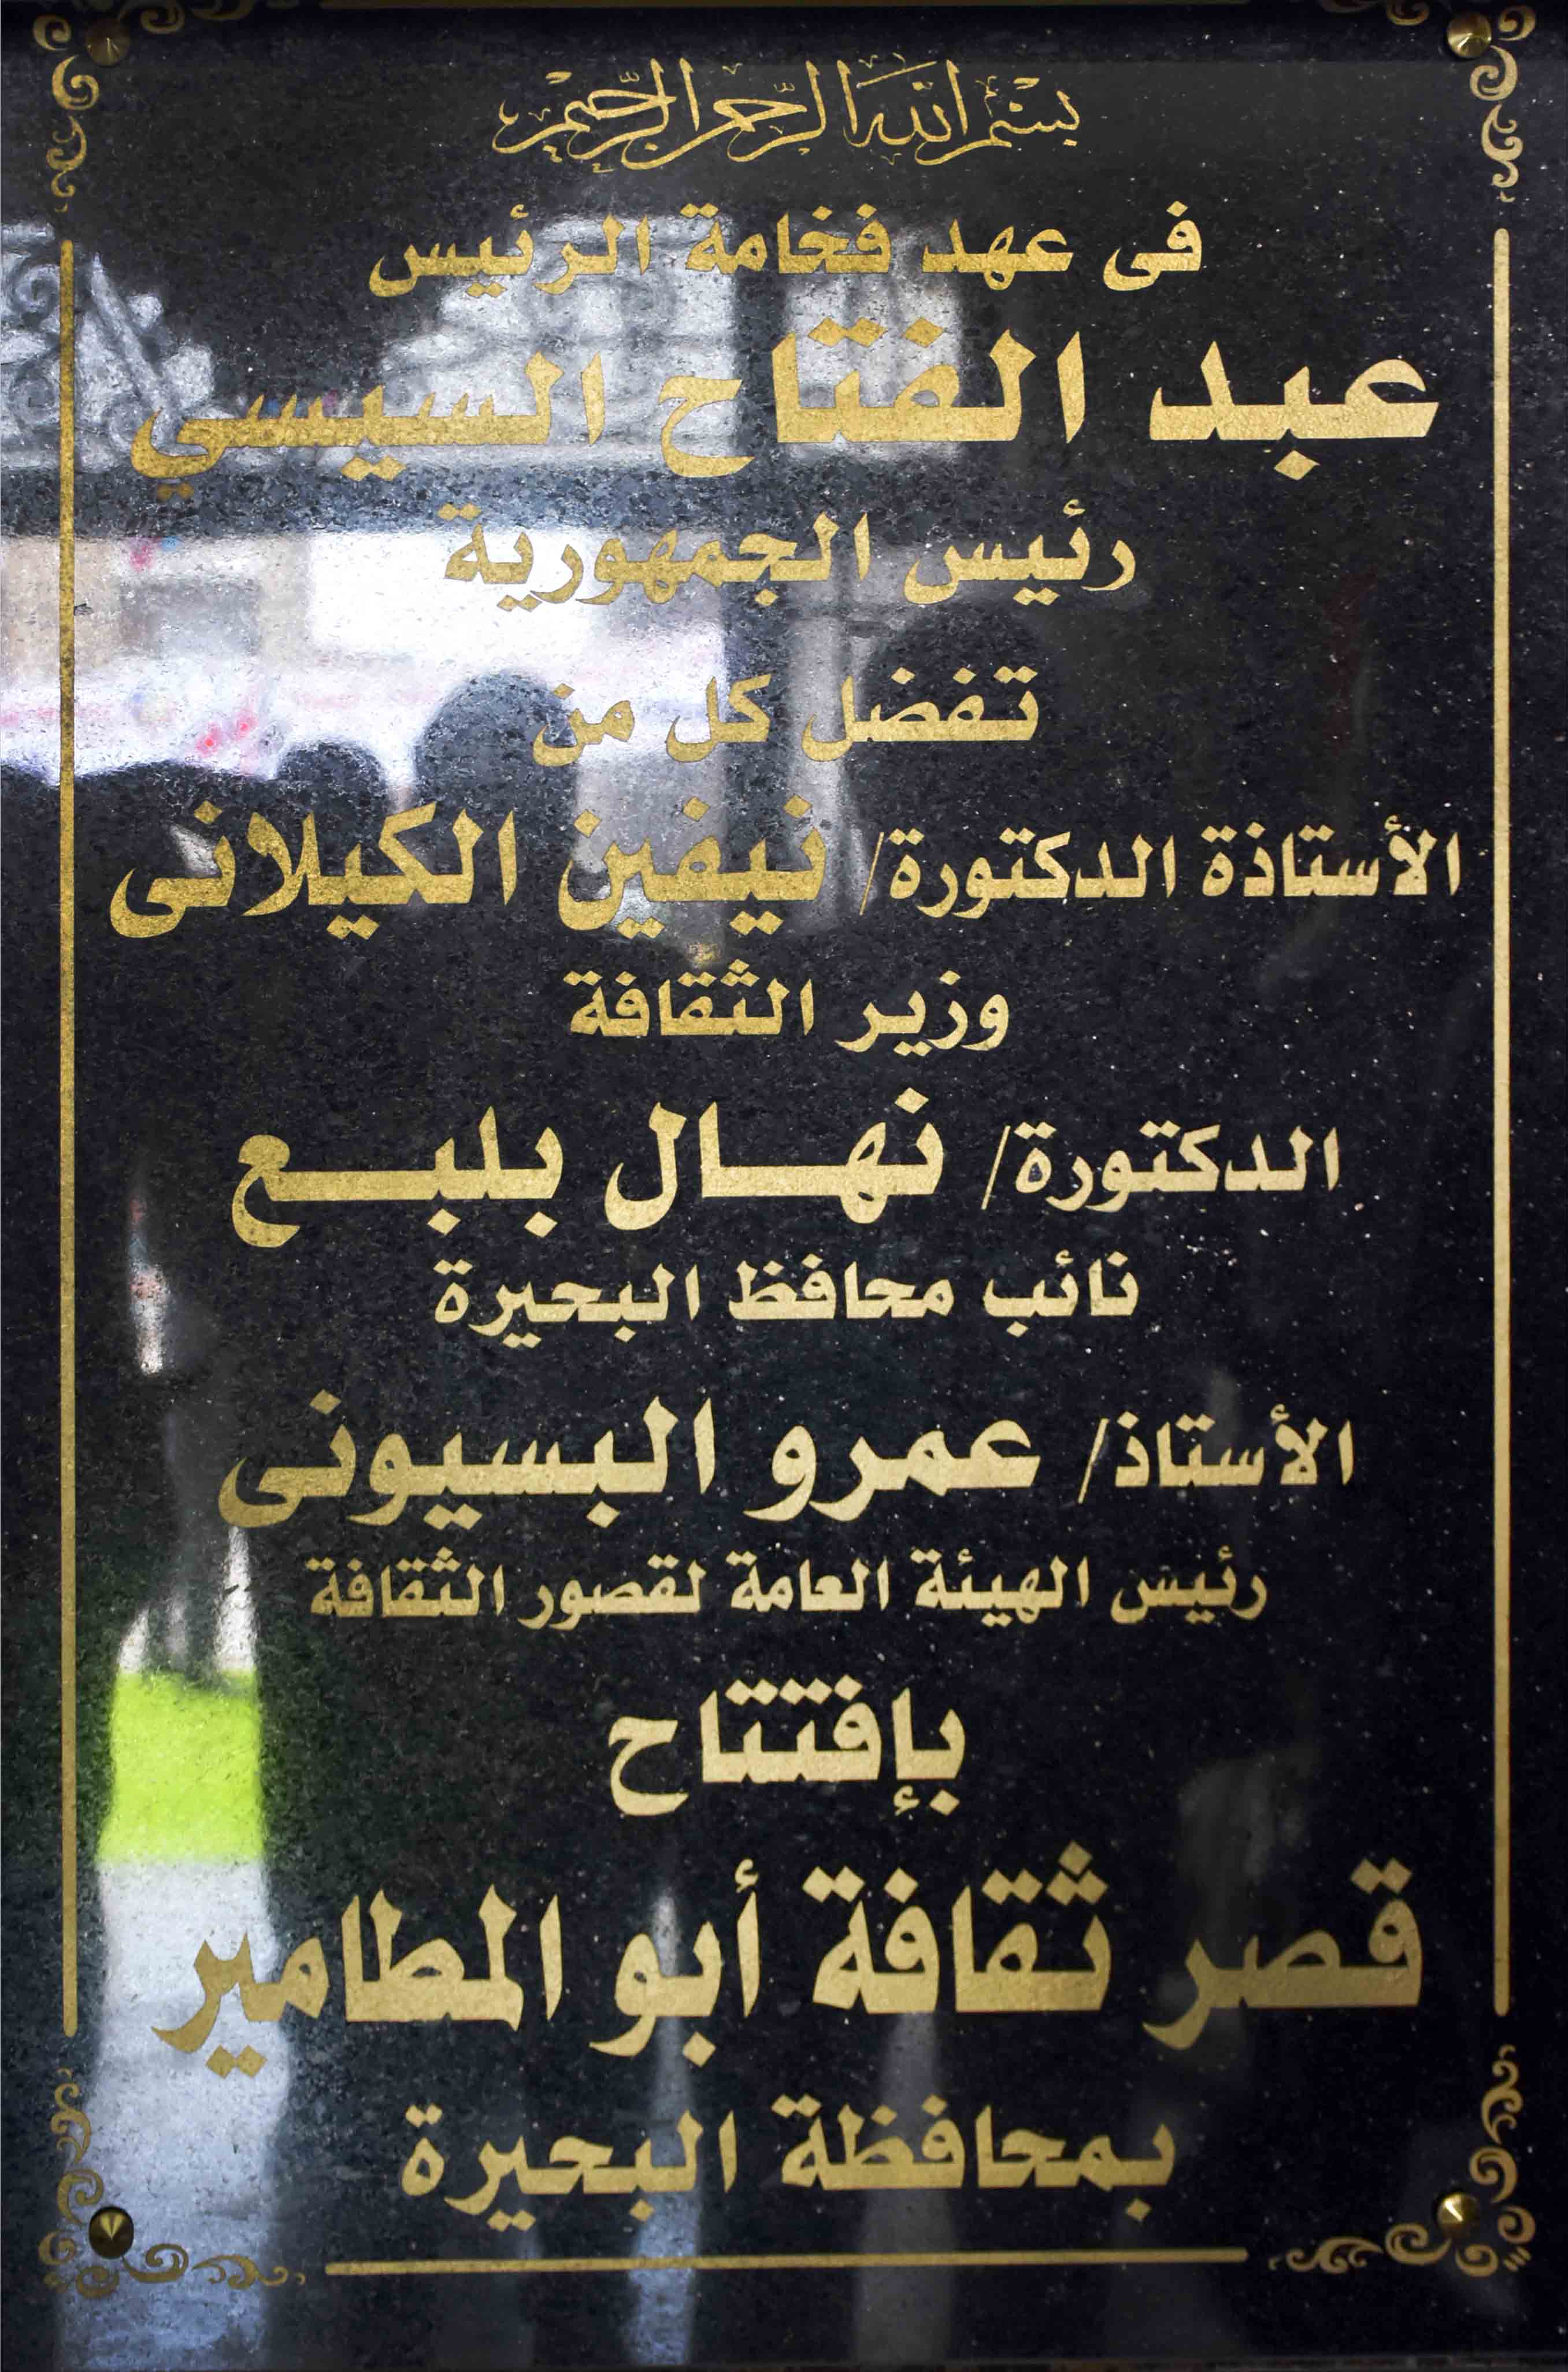 بسم الله الرحمن الرحيم
فى عهد فخامة الرئيس
عبد الفتاح السيسي
رئيس الجمهورية
تفضل كل من
الأستاذة الدكتورة/ نيفين الكيلانى
وزير الثقافة
الدكتورة/ نهـال بلبـع
نائب محافظ البحيرة
الأستاذ/ عمرو البسيونى
رئيس الهيئة العامة لقصور الثقافة
بإفتتاح
قصر ثقافة أبو المطامير
بمحافظة البحيرة